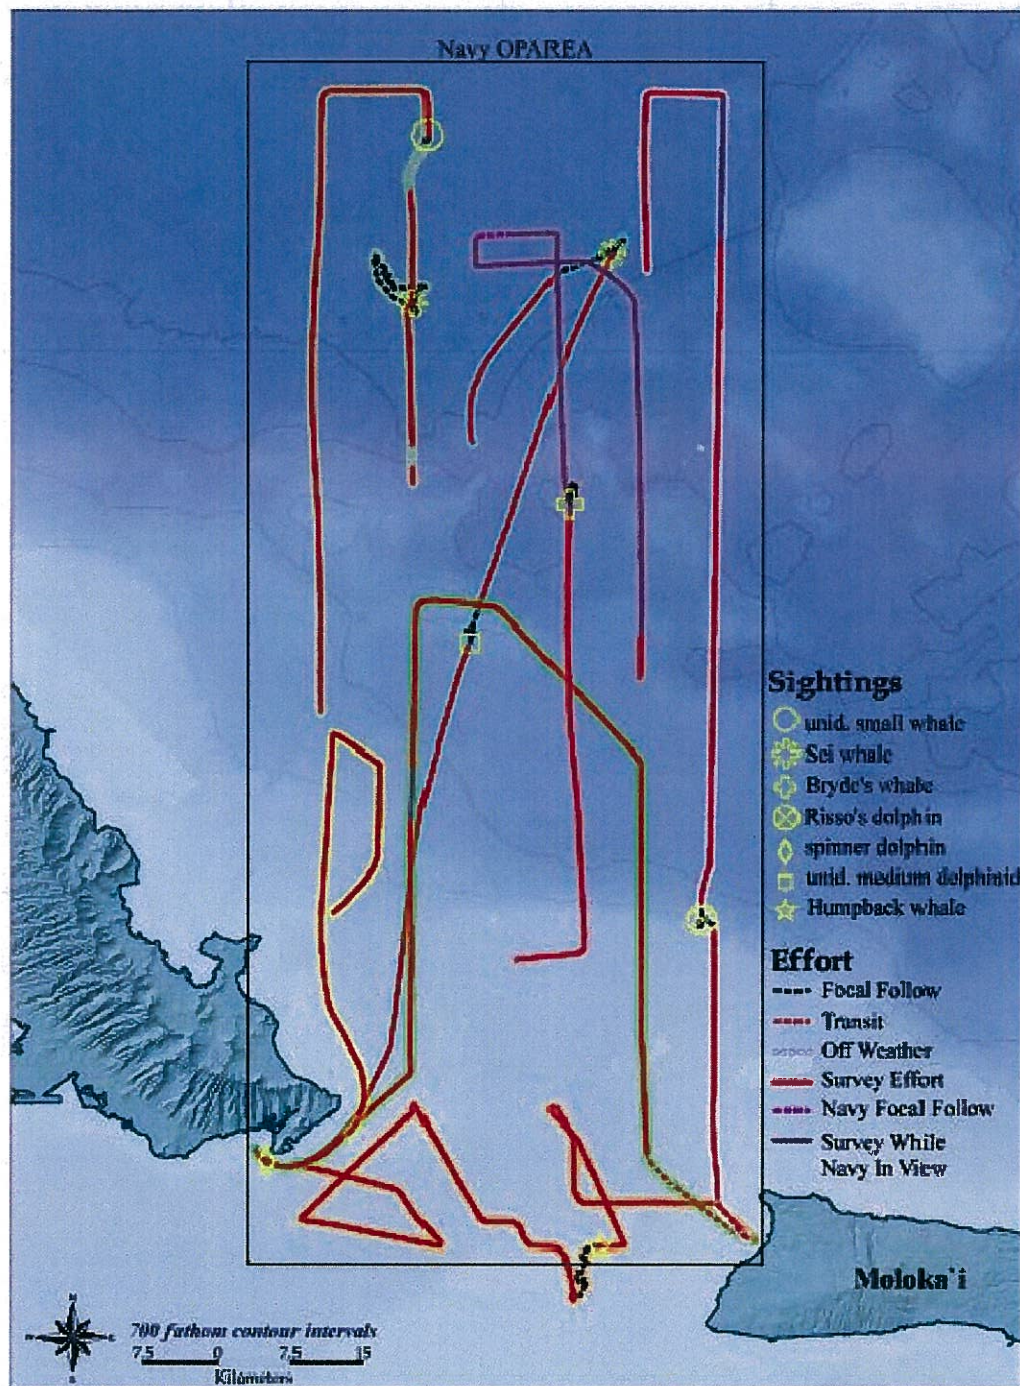 Navy OPAREA
Sightings
unid. small whale
Sei whale
Bryde's whale
Risso's dolphin
spinner dolphin
unid. medium delphinid
Humpback whale
Effort
Focal Follow
Transit
Off Weather
Survey Effort
Navy Focal Follow
Survey While
Navy In View
Moloka'i
N
E
S
700 fathom contour intervals
7.5 0 7.5 15
Kilometers